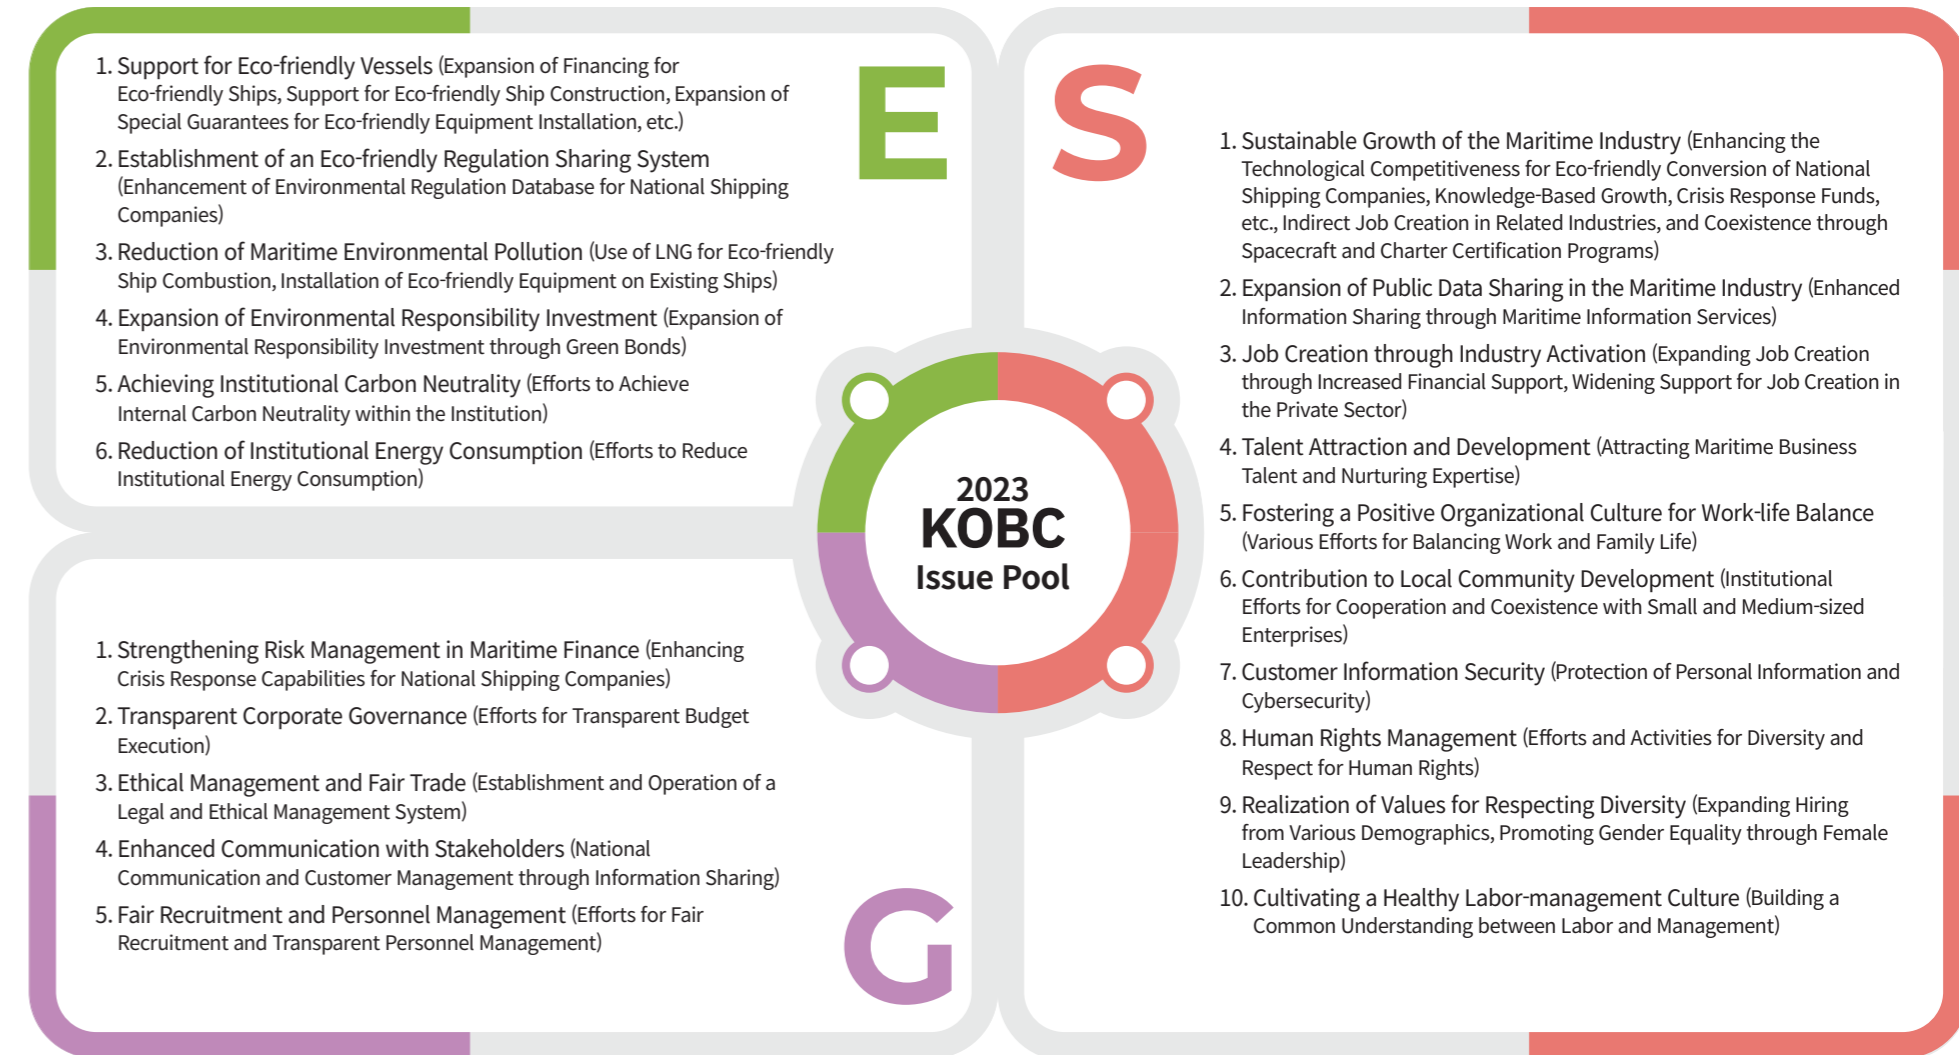 E
1. Support for Eco-friendly Vessels (Expansion of Financing for
Eco-friendly Ships, Support for Eco-friendly Ship Construction, Expansion of
Special Guarantees for Eco-friendly Equipment Installation, etc.)
2. Establishment of an Eco-friendly Regulation Sharing System
(Enhancement of Environmental Regulation Database for National Shipping
Companies)
3. Reduction of Maritime Environmental Pollution (Use of LNG for Eco-friendly
Ship Combustion, Installation of Eco-friendly Equipment on Existing Ships)
4. Expansion of Environmental Responsibility Investment (Expansion of
Environmental Responsibility Investment through Green Bonds)
5. Achieving Institutional Carbon Neutrality (Efforts to Achieve
Internal Carbon Neutrality within the Institution)
6. Reduction of Institutional Energy Consumption (Efforts to Reduce
Institutional Energy Consumption)
S
1. Sustainable Growth of the Maritime Industry (Enhancing the
Technological Competitiveness for Eco-friendly Conversion of National
Shipping Companies, Knowledge-Based Growth, Crisis Response Funds,
etc., Indirect Job Creation in Related Industries, and Coexistence through
Spacecraft and Charter Certification Programs)
2. Expansion of Public Data Sharing in the Maritime Industry (Enhanced
Information Sharing through Maritime Information Services)
3. Job Creation through Industry Activation (Expanding Job Creation
through Increased Financial Support, Widening Support for Job Creation in
the Private Sector)
4. Talent Attraction and Development (Attracting Maritime Business
Talent and Nurturing Expertise)
5. Fostering a Positive Organizational Culture for Work-life Balance
(Various Efforts for Balancing Work and Family Life)
6. Contribution to Local Community Development (Institutional
Efforts for Cooperation and Coexistence with Small and Medium-sized
Enterprises)
7. Customer Information Security (Protection of Personal Information and
Cybersecurity)
8. Human Rights Management (Efforts and Activities for Diversity and
Respect for Human Rights)
9. Realization of Values for Respecting Diversity (Expanding Hiring
from Various Demographics, Promoting Gender Equality through Female
Leadership)
10. Cultivating a Healthy Labor-management Culture (Building a
Common Understanding between Labor and Management)
2023
KOBC
Issue Pool
1. Strengthening Risk Management in Maritime Finance (Enhancing
Crisis Response Capabilities for National Shipping Companies)
2. Transparent Corporate Governance (Efforts for Transparent Budget
Execution)
3. Ethical Management and Fair Trade (Establishment and Operation of a
Legal and Ethical Management System)
4. Enhanced Communication with Stakeholders (National
Communication and Customer Management through Information Sharing)
5. Fair Recruitment and Personnel Management (Efforts for Fair
Recruitment and Transparent Personnel Management)
G